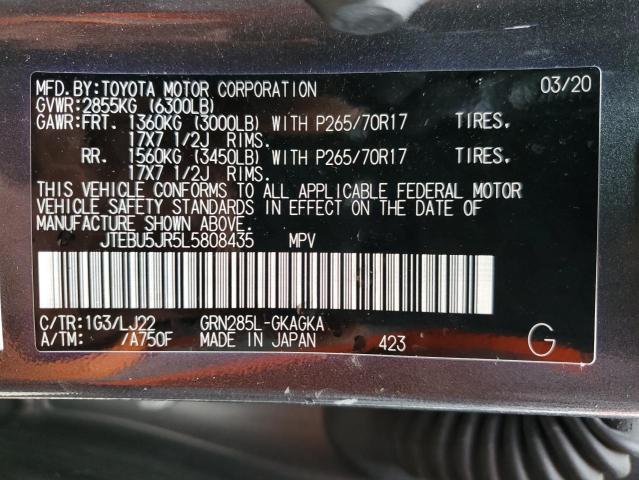 MFD.BY:TOYOTA MOTOR CORPORATION 03/20
GVWR:2855KG (6300LB)
GAWR:FRT. 1360KG (3000LB) WITH P265/70R17 TIRES,
17X7 1/2J RIMS.
RR. 1560KG (3450LB) WITH P265/70R17 TIRES,
17X7 1/2J RIMS.
THIS VEHICLE CONFORMS TO ALL APPLICABLE FEDERAL MOTOR
VEHICLE SAFETY STANDARDS IN EFFECT ON THE DATE OF
MANUFACTURE SHOWN ABOVE.
JTEBU5JR5L5808435 MPV
C/TR:1G3/LJ22 GRN285L-GKAGKA
A/TM: /A750F MADE IN JAPAN 423 G